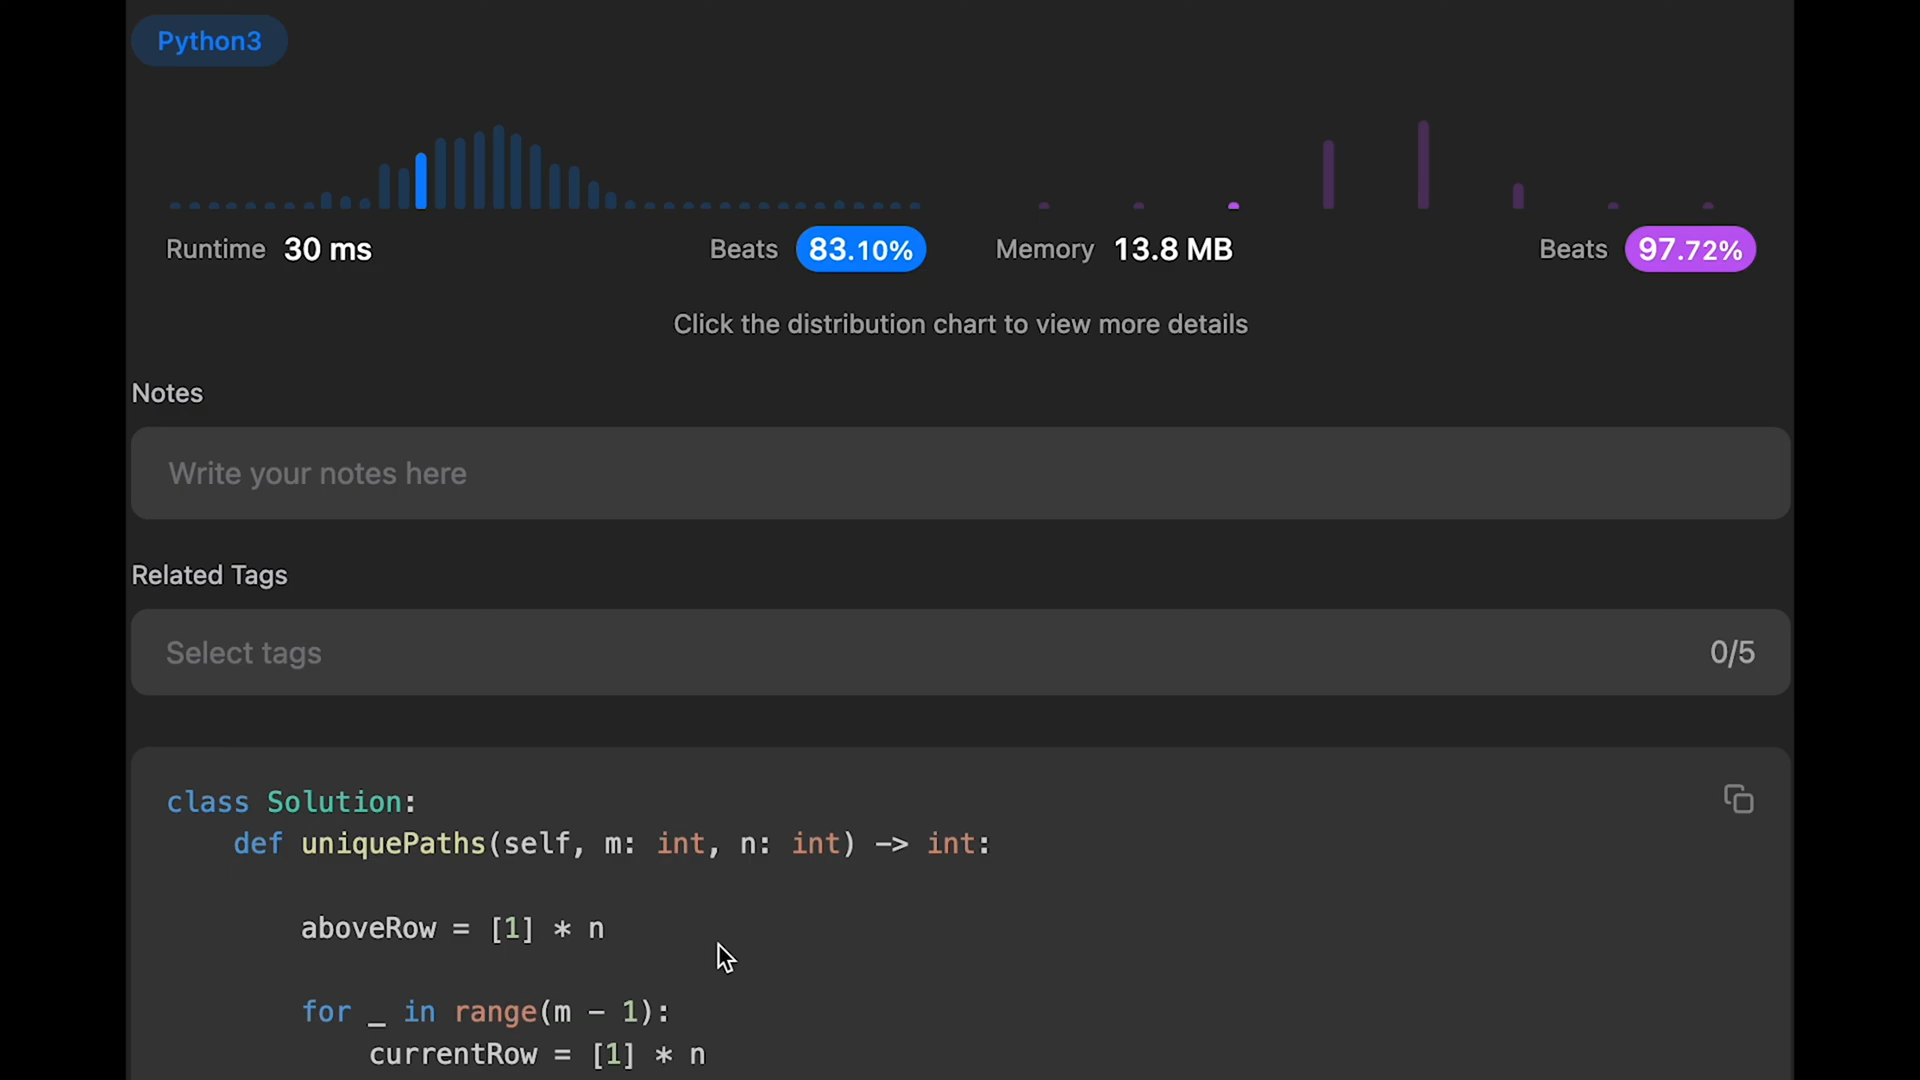 Python3
Runtime 30 ms Beats 83.10% Memory 13.8 MB Beats 97.72%
Click the distribution chart to view more details
Notes
Write your notes here
Related Tags
Select tags 0/5
class Solution:
    def uniquePaths(self, m: int, n: int) -> int:
        aboveRow = [1] * n
        for _ in range(m - 1):
            currentRow = [1] * n